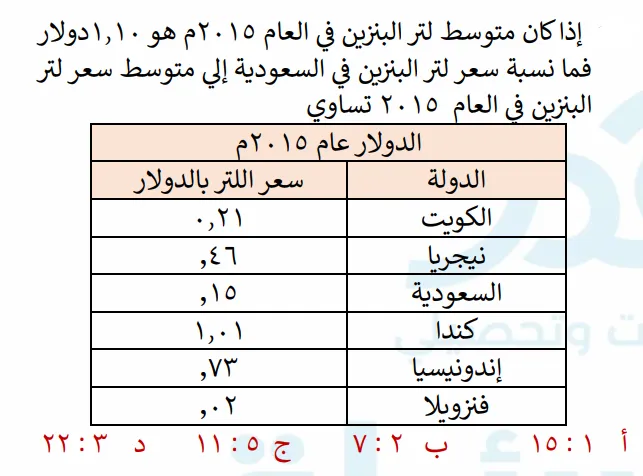 إذا كان متوسط لتر البنزين في العام ٢٠١٥م هو ١,١٠دولار
فما نسبة سعر لتر البنزين في السعودية إلي متوسط سعر لتر
البنزين في العام ٢٠١٥ تساوي
الدولار عام ٢٠١٥م
الدولة سعر اللتر بالدولار
الكويت ٠,٢١
نيجريا ٤٦,
السعودية ١٥,
كندا ١,٠١
إندونيسيا ٧٣,
فنزويلا ٠٢,
أ ١ : ١٥ ب ٢ : ٧ ج ٥ : ١١ د ٣ : ٢٢